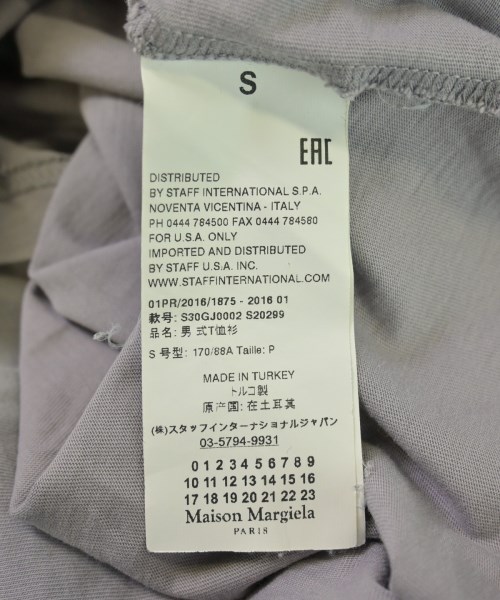 S
EAC
DISTRIBUTED
BY STAFF INTERNATIONAL S.P.A.
NOVENTA VICENTINA - ITALY
PH 0444 784500 FAX 0444 784580
FOR U.S.A. ONLY
IMPORTED AND DISTRIBUTED
BY STAFF U.S.A. INC.
WWW.STAFFINTERNATIONAL.COM
01PR/2016/1875 - 2016 01
款号: S30GJ0002 S20299
品名: 男 式T恤衫
S 号型: 170/88A Taille: P
MADE IN TURKEY
トルコ製
原产国: 在土耳其
(株)スタッフインターナショナルジャパン
03-5794-9931
0 1 2 3 4 5 6 7 8 9
10 11 12 13 14 15 16
17 18 19 20 21 22 23
Maison Margiela
PARIS